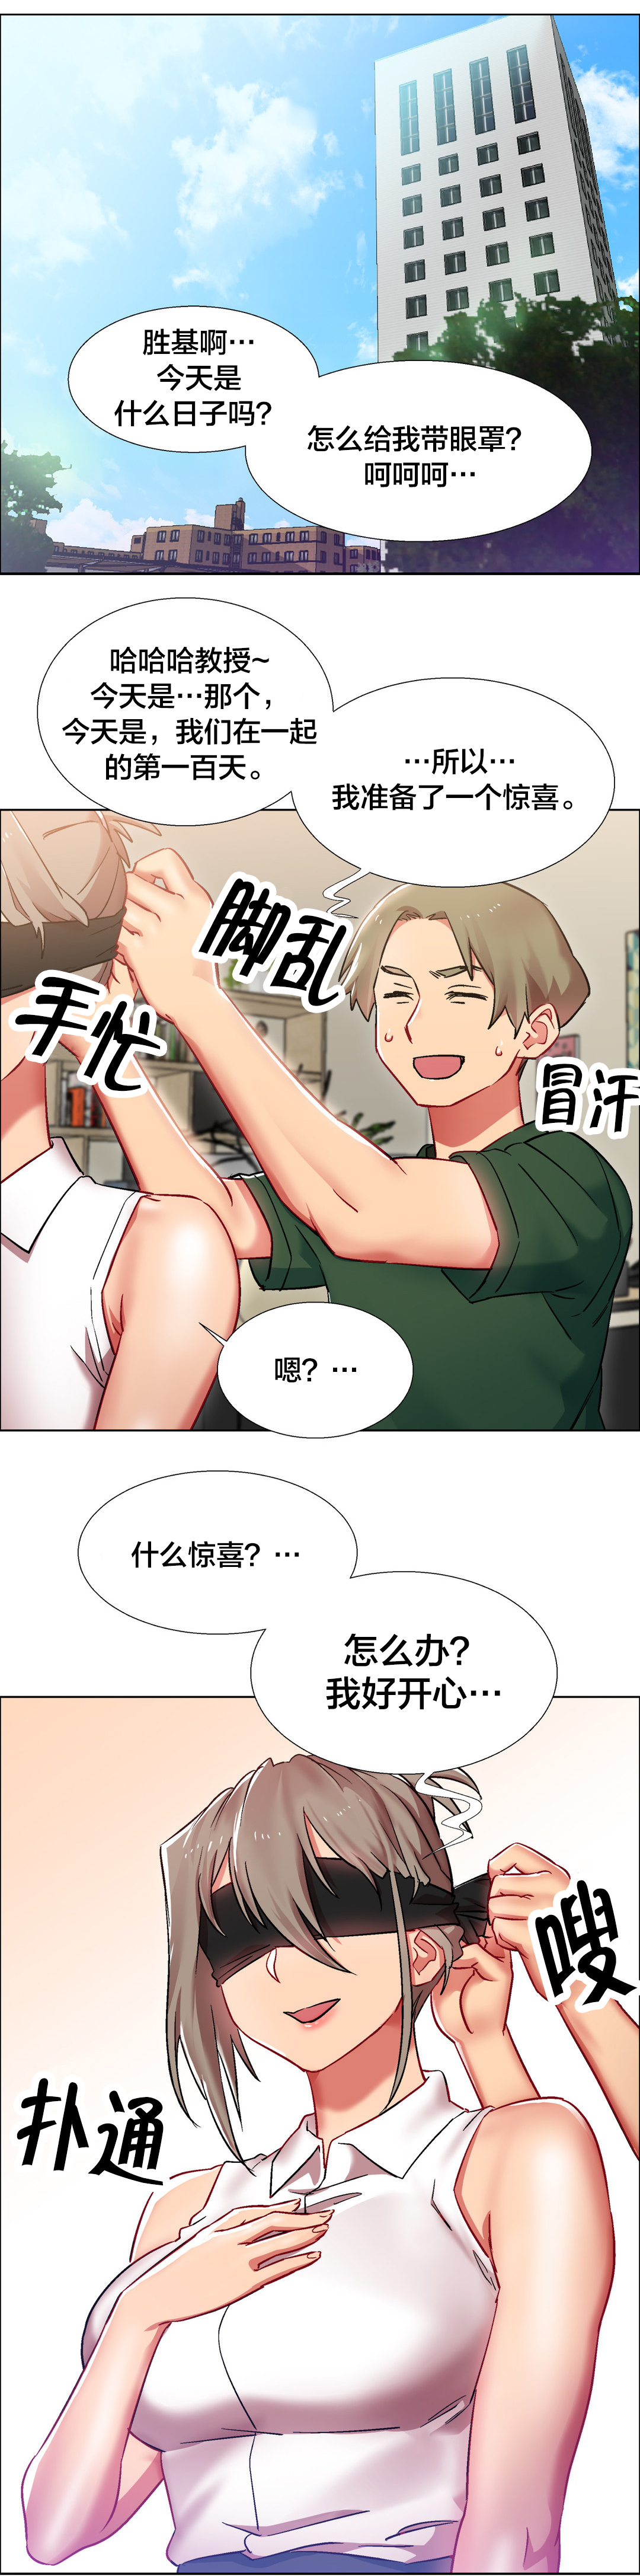 胜基啊…
今天是
什么日子吗?
怎么给我带眼罩?
呵呵呵…
哈哈哈教授~
今天是…那个，
今天是，我们在一起
的第一百天。
…所以…
我准备了一个惊喜。
脚乱
手忙
冒汗
嗯? …
什么惊喜? …
怎么办?
我好开心…
嗖
扑通